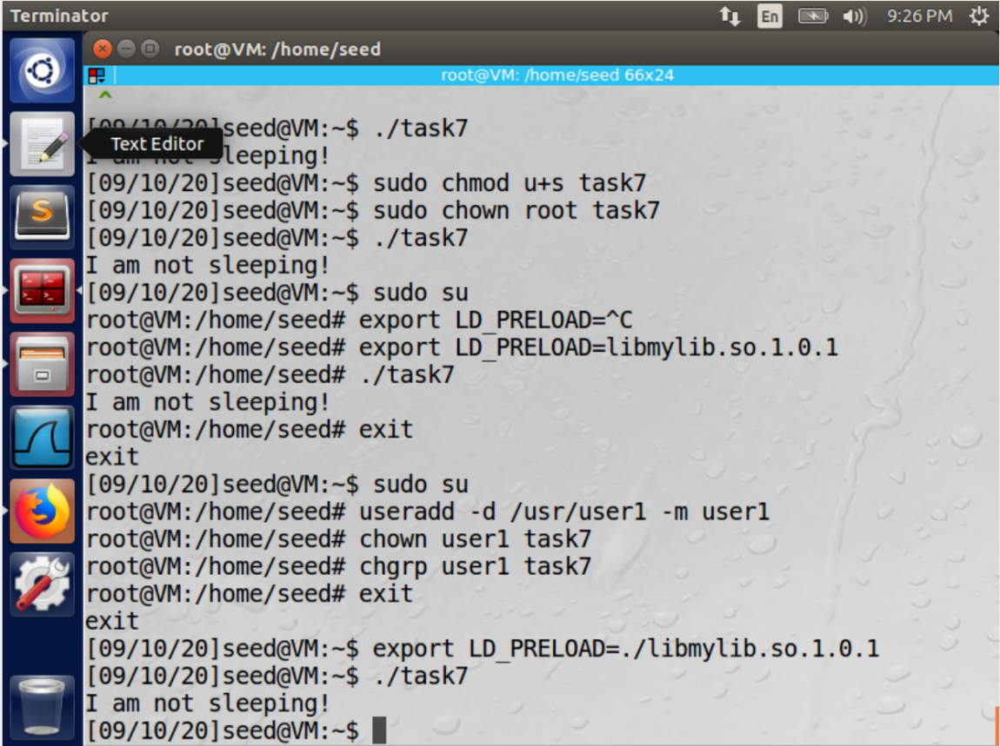 Terminator
En
9:26 PM
root@VM: /home/seed
root@VM: /home/seed 66x24
^
[09/10/20]seed@VM:~$ ./task7
Text Editor
I am not sleeping!
[09/10/20]seed@VM:~$ sudo chmod u+s task7
[09/10/20]seed@VM:~$ sudo chown root task7
[09/10/20]seed@VM:~$ ./task7
I am not sleeping!
[09/10/20]seed@VM:~$ sudo su
root@VM:/home/seed# export LD_PRELOAD=^C
root@VM:/home/seed# export LD_PRELOAD=libmylib.so.1.0.1
root@VM:/home/seed# ./task7
I am not sleeping!
root@VM:/home/seed# exit
exit
[09/10/20]seed@VM:~$ sudo su
root@VM:/home/seed# useradd -d /usr/user1 -m user1
root@VM:/home/seed# chown user1 task7
root@VM:/home/seed# chgrp user1 task7
root@VM:/home/seed# exit
exit
[09/10/20]seed@VM:~$ export LD_PRELOAD=./libmylib.so.1.0.1
[09/10/20]seed@VM:~$ ./task7
I am not sleeping!
[09/10/20]seed@VM:~$